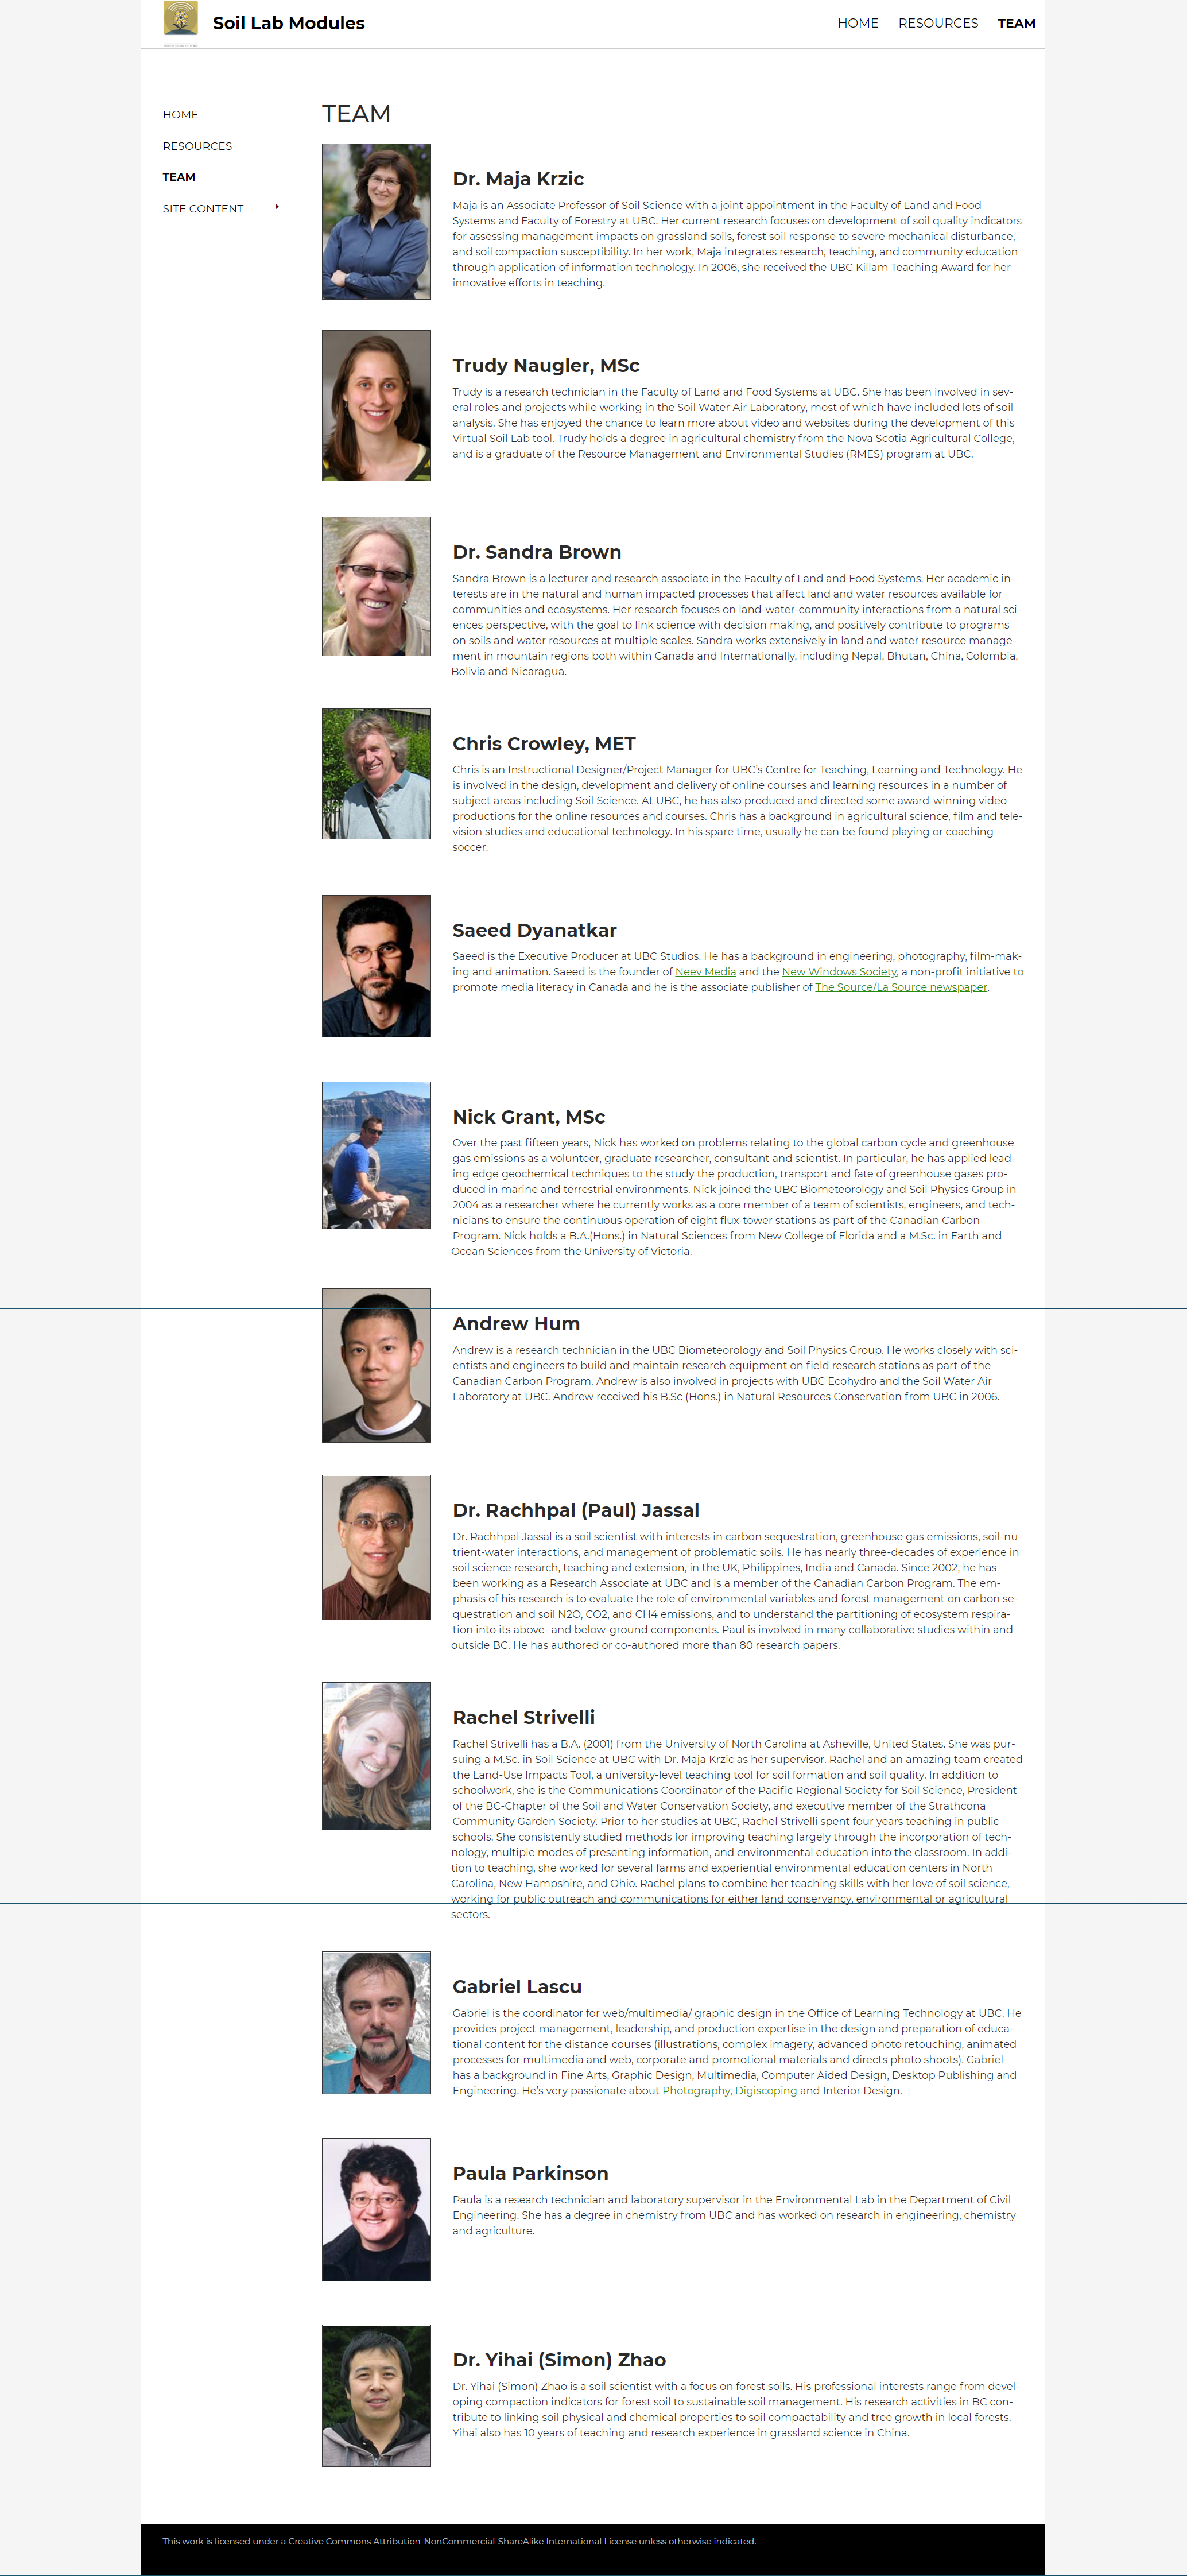 Soil Lab Modules
HOME
RESOURCES
TEAM
HOME
RESOURCES
TEAM
SITE CONTENT
TEAM
Dr. Maja Krzic
Maja is an Associate Professor of Soil Science with a joint appointment in the Faculty of Land and Food
Systems and Faculty of Forestry at UBC. Her current research focuses on development of soil quality indicators
for assessing management impacts on grassland soils, forest soil response to severe mechanical disturbance,
and soil compaction susceptibility. In her work, Maja integrates research, teaching, and community education
through application of information technology. In 2006, she received the UBC Killam Teaching Award for her
innovative efforts in teaching.
Trudy Naugler, MSc
Trudy is a research technician in the Faculty of Land and Food Systems at UBC. She has been involved in sev-
eral roles and projects while working in the Soil Water Air Laboratory, most of which have included lots of soil
analysis. She has enjoyed the chance to learn more about video and websites during the development of this
Virtual Soil Lab tool. Trudy holds a degree in agricultural chemistry from the Nova Scotia Agricultural College,
and is a graduate of the Resource Management and Environmental Studies (RMES) program at UBC.
Dr. Sandra Brown
Sandra Brown is a lecturer and research associate in the Faculty of Land and Food Systems. Her academic in-
terests are in the natural and human impacted processes that affect land and water resources available for
communities and ecosystems. Her research focuses on land-water-community interactions from a natural sci-
ences perspective, with the goal to link science with decision making, and positively contribute to programs
on soils and water resources at multiple scales. Sandra works extensively in land and water resource manage-
ment in mountain regions both within Canada and Internationally, including Nepal, Bhutan, China, Colombia,
Bolivia and Nicaragua.
Chris Crowley, MET
Chris is an Instructional Designer/Project Manager for UBC's Centre for Teaching, Learning and Technology. He
is involved in the design, development and delivery of online courses and learning resources in a number of
subject areas including Soil Science. At UBC, he has also produced and directed some award-winning video
productions for the online resources and courses. Chris has a background in agricultural science, film and tele-
vision studies and educational technology. In his spare time, usually he can be found playing or coaching
soccer.
Saeed Dyanatkar
Saeed is the Executive Producer at UBC Studios. He has a background in engineering, photography, film-mak-
ing and animation. Saeed is the founder of Neev Media and the New Windows Society, a non-profit initiative to
promote media literacy in Canada and he is the associate publisher of The Source/La Source newspaper.
Nick Grant, MSc
Over the past fifteen years, Nick has worked on problems relating to the global carbon cycle and greenhouse
gas emissions as a volunteer, graduate researcher, consultant and scientist. In particular, he has applied lead-
ing edge geochemical techniques to the study the production, transport and fate of greenhouse gases pro-
duced in marine and terrestrial environments. Nick joined the UBC Biometeorology and Soil Physics Group in
2004 as a researcher where he currently works as a core member of a team of scientists, engineers, and tech-
nicians to ensure the continuous operation of eight flux-tower stations as part of the Canadian Carbon
Program. Nick holds a B.A.(Hons.) in Natural Sciences from New College of Florida and a M.Sc. in Earth and
Ocean Sciences from the University of Victoria.
Andrew Hum
Andrew is a research technician in the UBC Biometeorology and Soil Physics Group. He works closely with sci-
entists and engineers to build and maintain research equipment on field research stations as part of the
Canadian Carbon Program. Andrew is also involved in projects with UBC Ecohydro and the Soil Water Air
Laboratory at UBC. Andrew received his B.Sc (Hons.) in Natural Resources Conservation from UBC in 2006.
Dr. Rachhpal (Paul) Jassal
Dr. Rachhpal Jassal is a soil scientist with interests in carbon sequestration, greenhouse gas emissions, soil-nu-
trient-water interactions, and management of problematic soils. He has nearly three-decades of experience in
soil science research, teaching and extension, in the UK, Philippines, India and Canada. Since 2002, he has
been working as a Research Associate at UBC and is a member of the Canadian Carbon Program. The em-
phasis of his research is to evaluate the role of environmental variables and forest management on carbon se-
questration and soil N2O, CO2, and CH4 emissions, and to understand the partitioning of ecosystem respira-
tion into its above- and below-ground components. Paul is involved in many collaborative studies within and
outside BC. He has authored or co-authored more than 80 research papers.
Rachel Strivelli
Rachel Strivelli has a B.A. (2001) from the University of North Carolina at Asheville, United States. She was pur-
suing a M.Sc. in Soil Science at UBC with Dr. Maja Krzic as her supervisor. Rachel and an amazing team created
the Land-Use Impacts Tool, a university-level teaching tool for soil formation and soil quality. In addition to
schoolwork, she is the Communications Coordinator of the Pacific Regional Society for Soil Science, President
of the BC-Chapter of the Soil and Water Conservation Society, and executive member of the Strathcona
Community Garden Society. Prior to her studies at UBC, Rachel Strivelli spent four years teaching in public
schools. She consistently studied methods for improving teaching largely through the incorporation of tech-
nology, multiple modes of presenting information, and environmental education into the classroom. In addi-
tion to teaching, she worked for several farms and experiential environmental education centers in North
Carolina, New Hampshire, and Ohio. Rachel plans to combine her teaching skills with her love of soil science,
working for public outreach and communications for either land conservancy, environmental or agricultural
sectors.
Gabriel Lascu
Gabriel is the coordinator for web/multimedia/ graphic design in the Office of Learning Technology at UBC. He
provides project management, leadership, and production expertise in the design and preparation of educa-
tional content for the distance courses (illustrations, complex imagery, advanced photo retouching, animated
processes for multimedia and web, corporate and promotional materials and directs photo shoots). Gabriel
has a background in Fine Arts, Graphic Design, Multimedia, Computer Aided Design, Desktop Publishing and
Engineering. He's very passionate about Photography, Digiscoping and Interior Design.
Paula Parkinson
Paula is a research technician and laboratory supervisor in the Environmental Lab in the Department of Civil
Engineering. She has a degree in chemistry from UBC and has worked on research in engineering, chemistry
and agriculture.
Dr. Yihai (Simon) Zhao
Dr. Yihai (Simon) Zhao is a soil scientist with a focus on forest soils. His professional interests range from devel-
oping compaction indicators for forest soil to sustainable soil management. His research activities in BC con-
tribute to linking soil physical and chemical properties to soil compactability and tree growth in local forests.
Yihai also has 10 years of teaching and research experience in grassland science in China.
This work is licensed under a Creative Commons Attribution-NonCommercial-ShareAlike International License unless otherwise indicated.